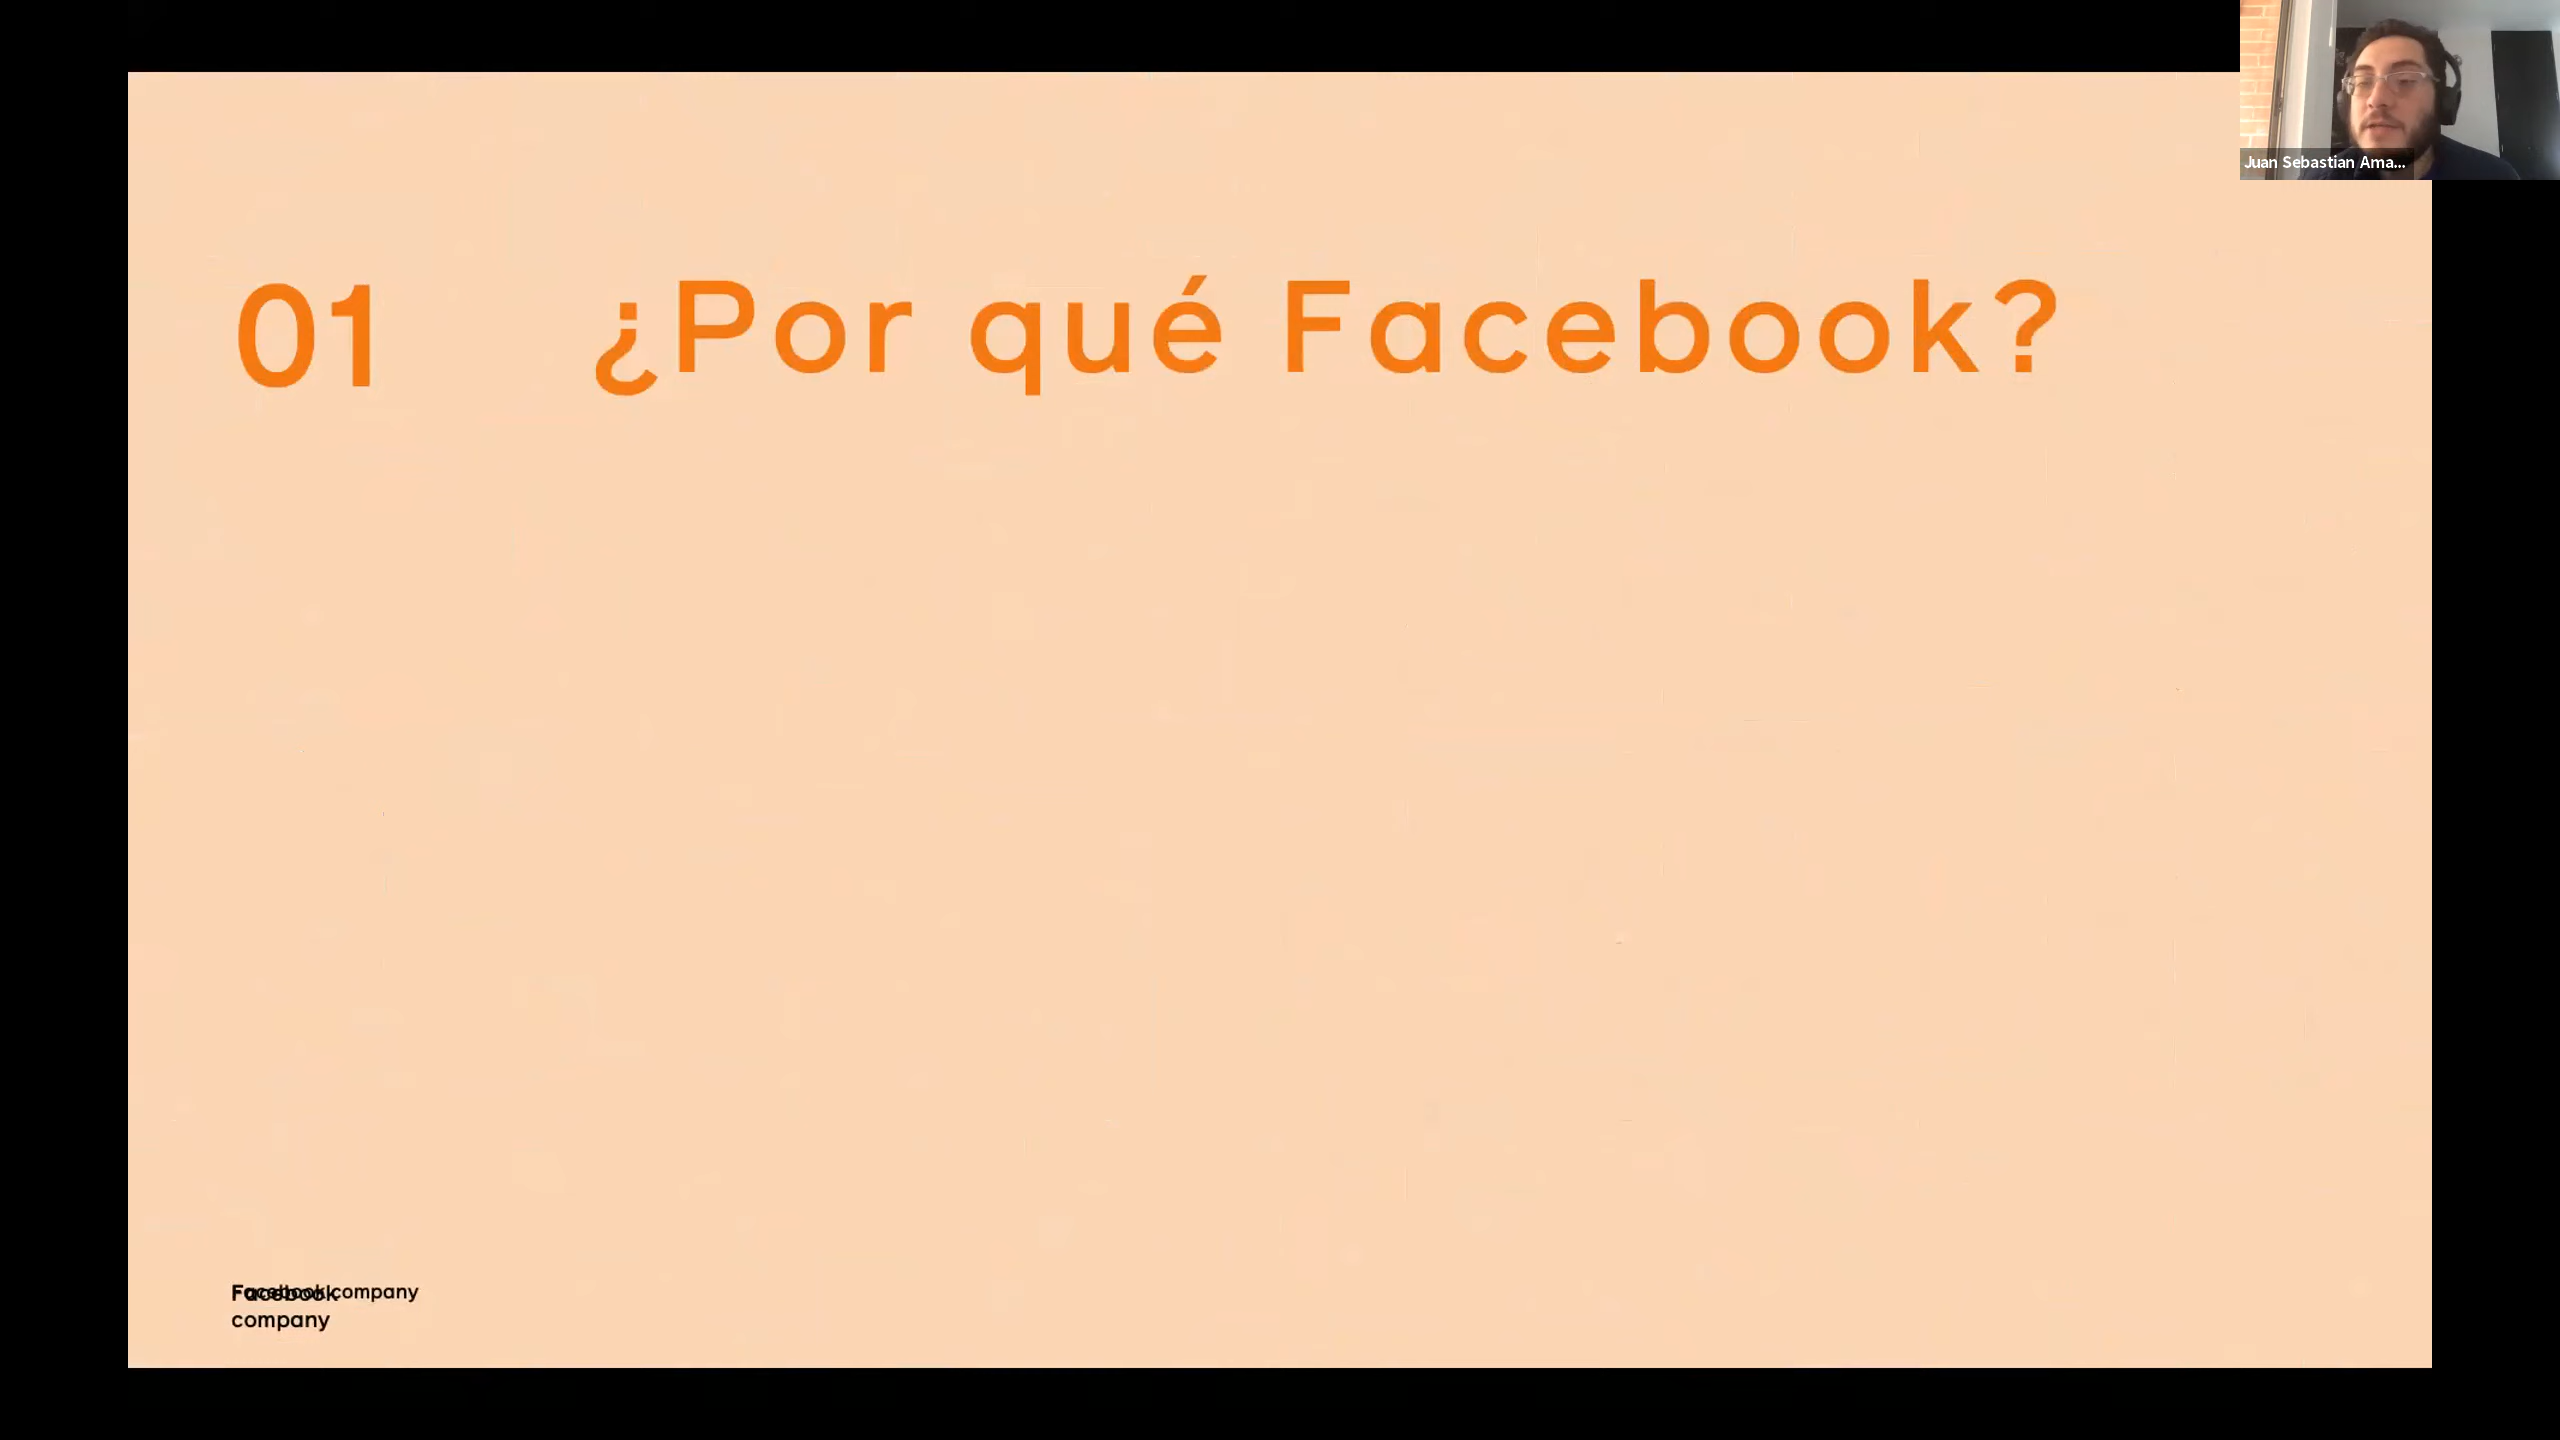 Juan Sebastian Ama...
01 ¿Por qué Facebook?
Facebook company
Facebook
company